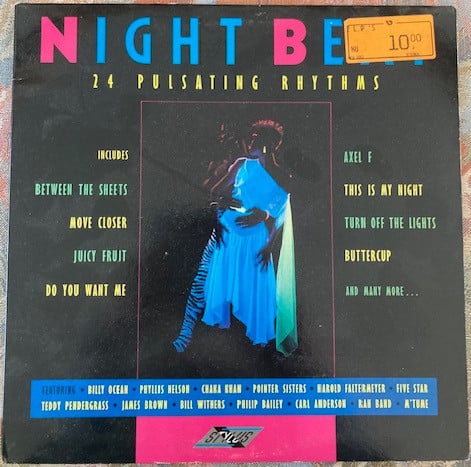 NIGHT BEAT
10.00
24 PULSATING RHYTHMS
INCLUDES
BETWEEN THE SHEETS
MOVE CLOSER
JUICY FRUIT
DO YOU WANT ME
AXEL F
THIS IS MY NIGHT
TURN OFF THE LIGHTS
BUTTERCUP
AND MANY MORE...
FEATURING • BILLY OCEAN • PHYLLIS NELSON • CHAKA KHAN • POINTER SISTERS • HAROLD FALTERMEYER • FIVE STAR
TEDDY PENDERGRASS • JAMES BROWN • BILL WITHERS • PHILIP BAILEY • CARL ANDERSON • RAH BAND • M'TUME
STYLUS